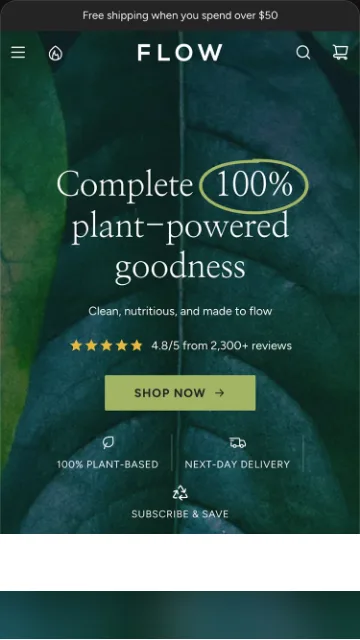 Free shipping when you spend over $50
FLOW
Complete 100%
plant-powered
goodness
Clean, nutritious, and made to flow
4.8/5 from 2,300+ reviews
SHOP NOW →
100% PLANT-BASED
NEXT-DAY DELIVERY
SUBSCRIBE & SAVE